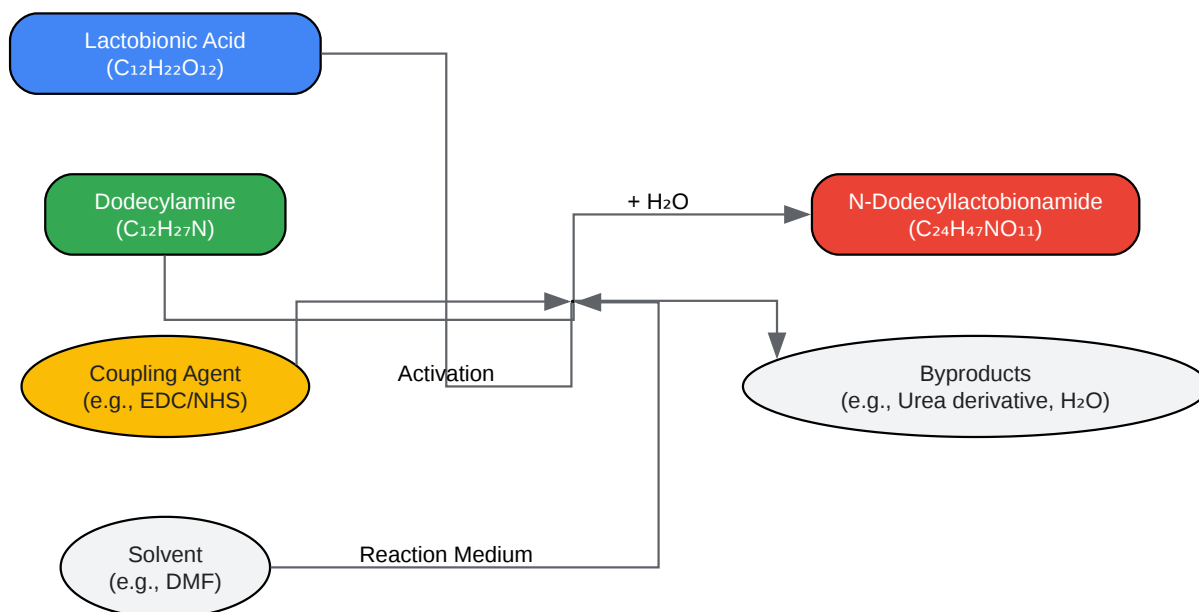 Lactobionic Acid
(C₁₂H₂₂O₁₂)
Dodecylamine
(C₁₂H₂₇N)
+ H₂O
N-Dodecyllactobionamide
(C₂₄H₄₇NO₁₁)
Coupling Agent
(e.g., EDC/NHS)
Activation
Byproducts
(e.g., Urea derivative, H₂O)
Solvent
(e.g., DMF)
Reaction Medium